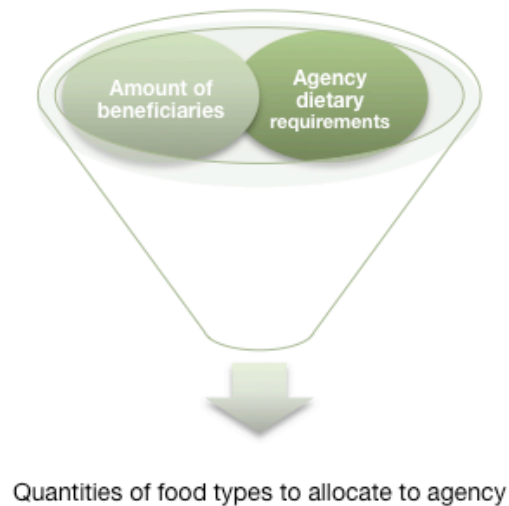 Amount of
beneficiaries
Agency
dietary
requirements
Quantities of food types to allocate to agency